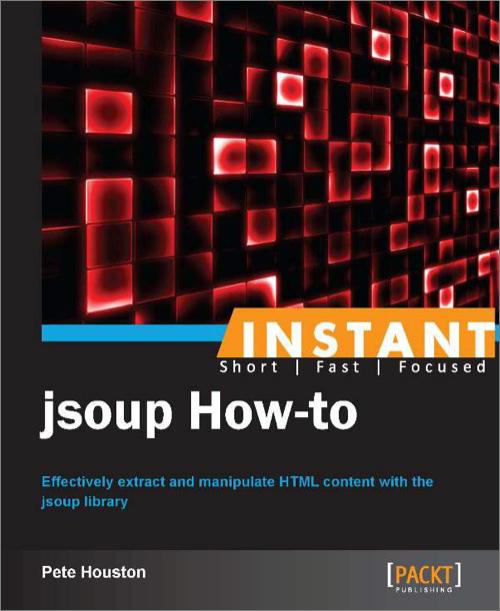 INSTANT
Short | Fast | Focused
jsoup How-to
Effectively extract and manipulate HTML content with the
jsoup library
Pete Houston
[PACKT]
PUBLISHING